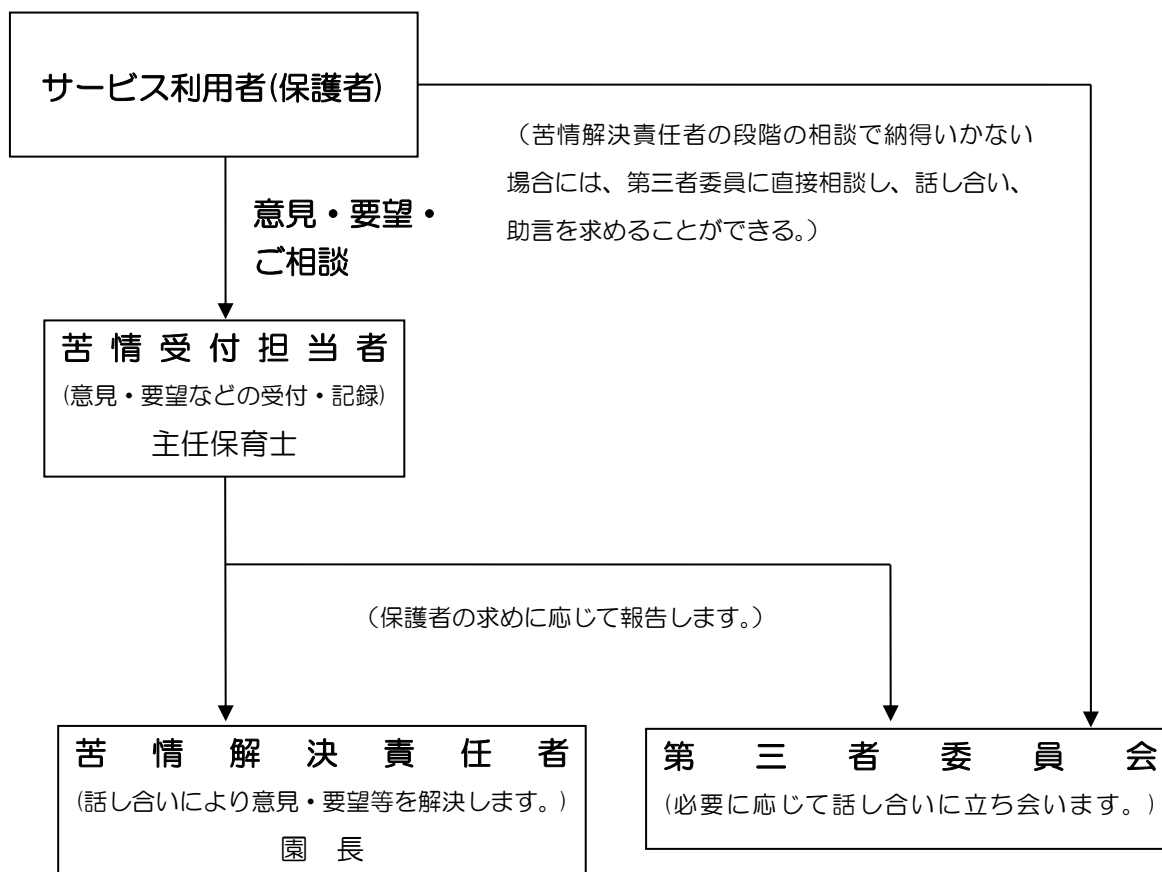 サービス利用者(保護者)
（苦情解決責任者の段階の相談で納得いかない
場合には、第三者委員に直接相談し、話し合い、
助言を求めることができる。）
意見・要望・
ご相談
苦情受付担当者
(意見・要望などの受付・記録)
主任保育士
（保護者の求めに応じて報告します。）
苦情解決責任者
(話し合いにより意見・要望等を解決します。)
園　長
第三者委員会
(必要に応じて話し合いに立ち会います。)